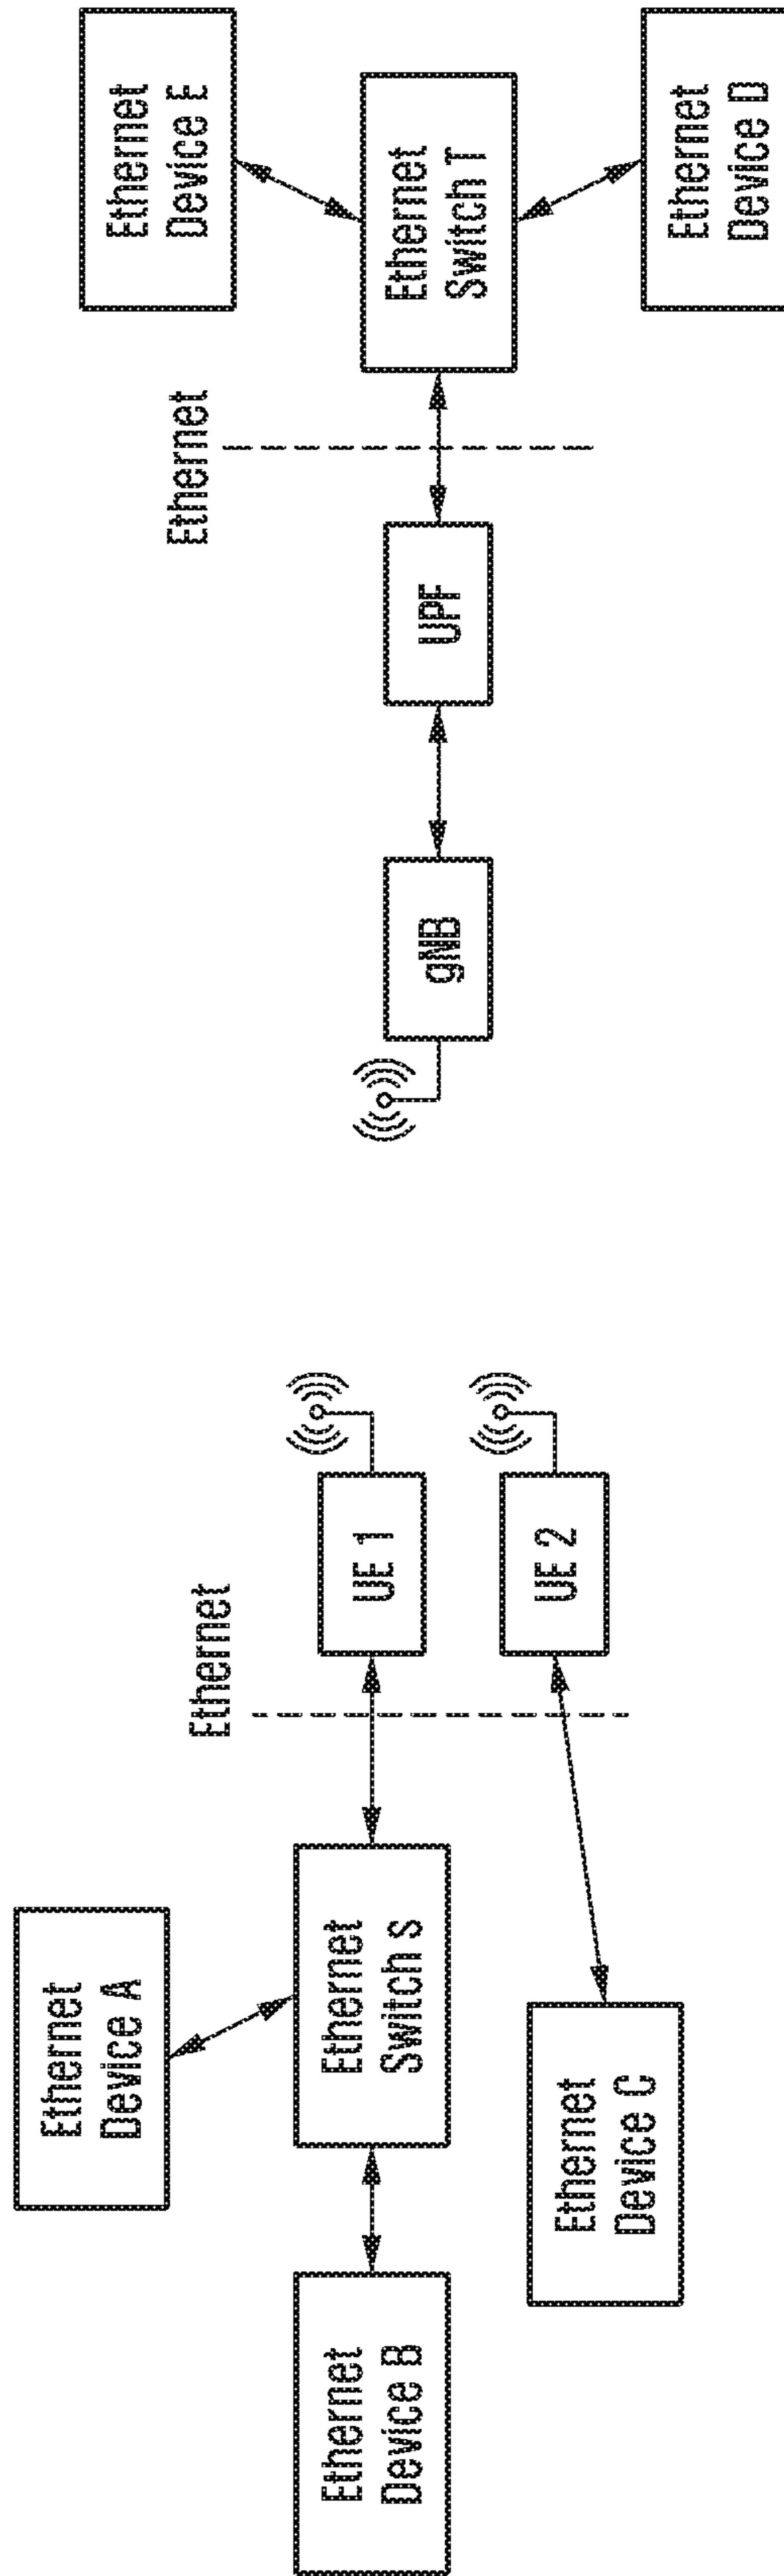 Ethernet
Device A
Ethernet
Device B
Ethernet
Switch s
Ethernet
Device C
Ethernet
UE 1
UE 2
gNB
UPF
Ethernet
Ethernet
Device E
Ethernet
Switch T
Ethernet
Device D